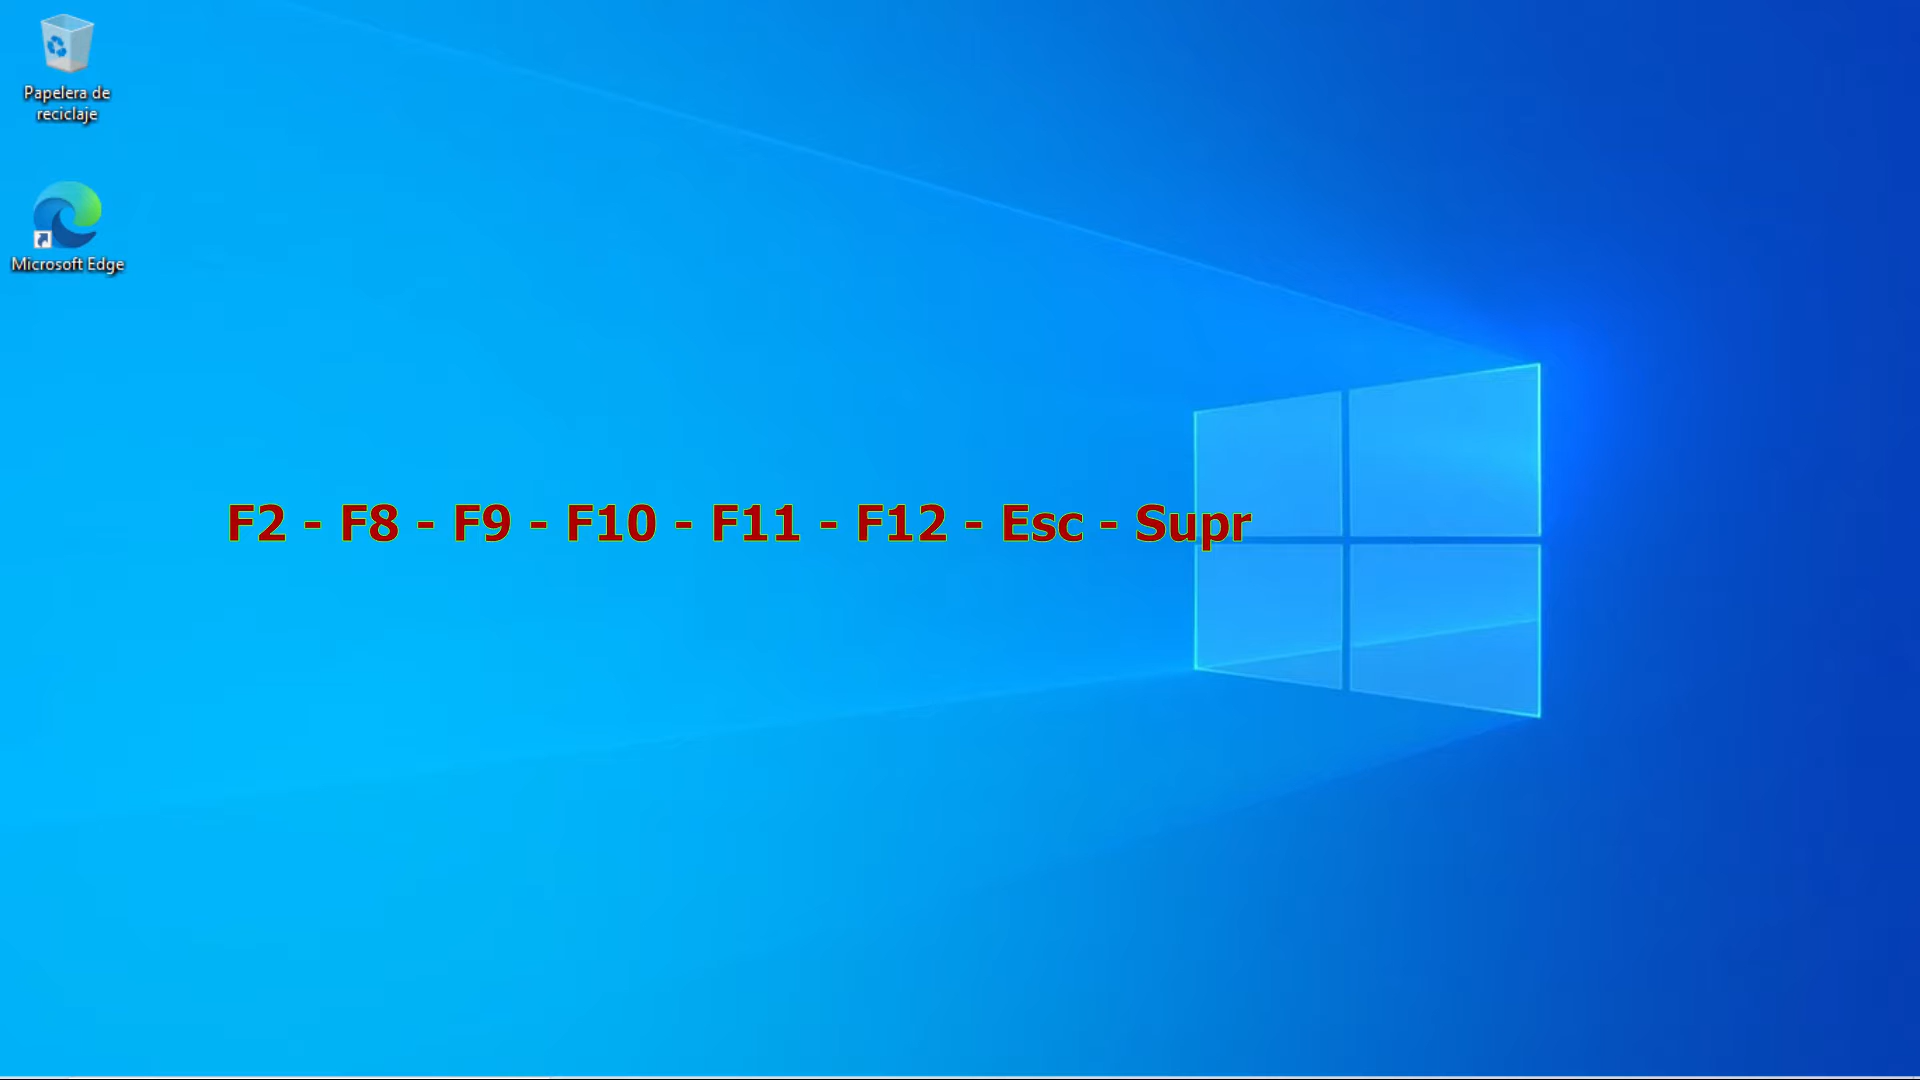 Papelera de
reciclaje
Microsoft Edge
F2 - F8 - F9 - F10 - F11 - F12 - Esc - Supr